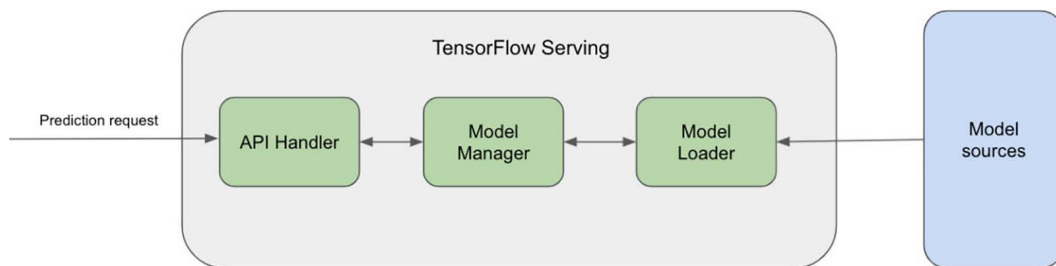 TensorFlow Serving
Prediction request
API Handler
Model
Manager
Model
Loader
Model
sources